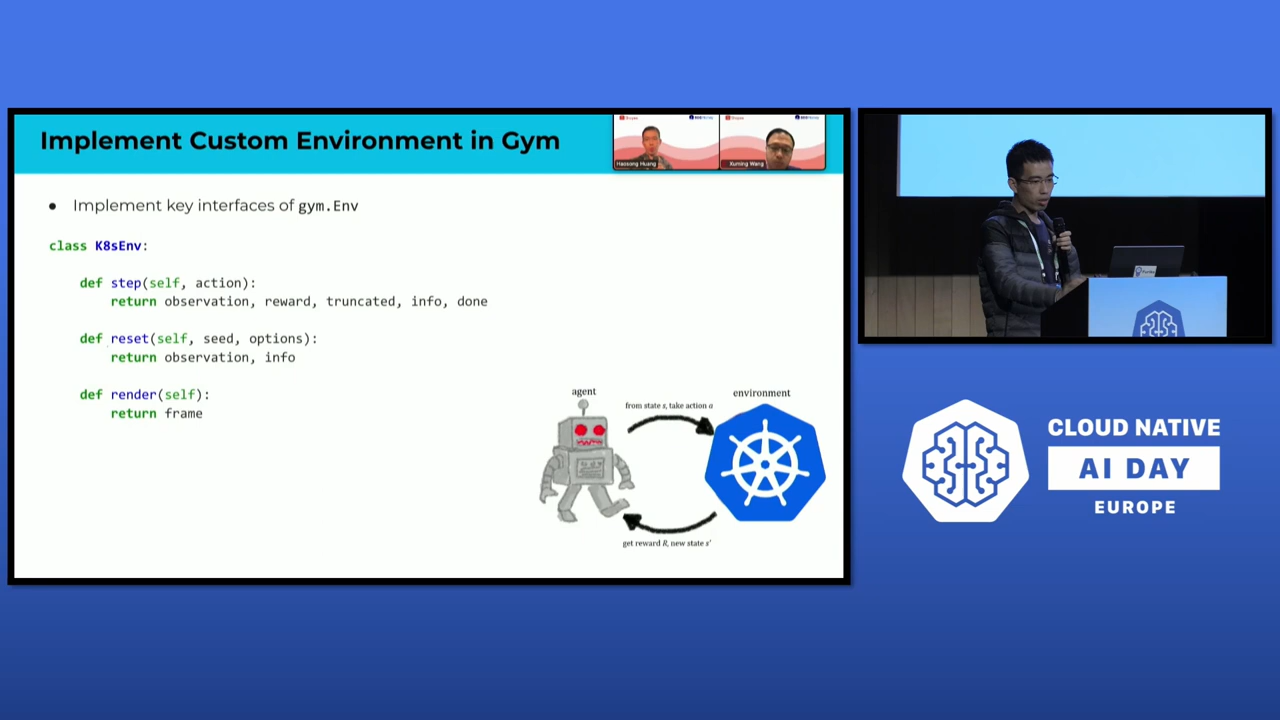 Implement Custom Environment in Gym
Haoxong Huang
Xuming Wang
● Implement key interfaces of gym.Env
class K8sEnv:
def step(self, action):
return observation, reward, truncated, info, done
def reset(self, seed, options):
return observation, info
def render(self):
return frame
agent
environment
from state s, take action a
get reward R, new state s'
CLOUD NATIVE
AI DAY
EUROPE